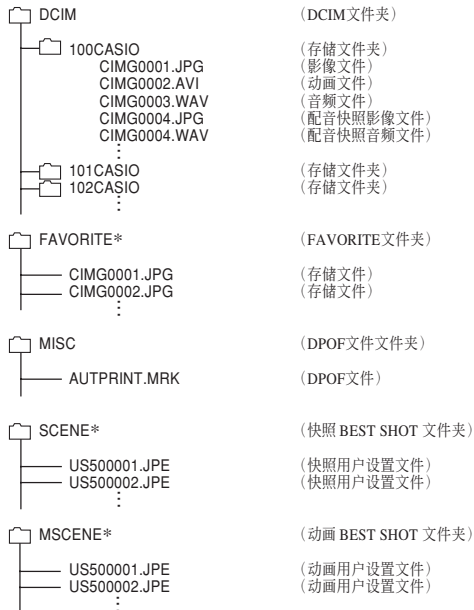 DCIM （DCIM文件夹）
100CASIO （存储文件夹）
CIMG0001.JPG （影像文件）
CIMG0002.AVI （动画文件）
CIMG0003.WAV （音频文件）
CIMG0004.JPG （配音快照影像文件）
CIMG0004.WAV （配音快照音频文件）
101CASIO （存储文件夹）
102CASIO （存储文件夹）
FAVORITE* （FAVORITE文件夹）
CIMG0001.JPG （存储文件）
CIMG0002.JPG （存储文件）
MISC （DPOF文件文件夹）
AUTPRINT.MRK （DPOF文件）
SCENE* （快照 BEST SHOT 文件夹）
US500001.JPE （快照用户设置文件）
US500002.JPE （快照用户设置文件）
MSCENE* （动画 BEST SHOT 文件夹）
US500001.JPE （动画用户设置文件）
US500002.JPE （动画用户设置文件）